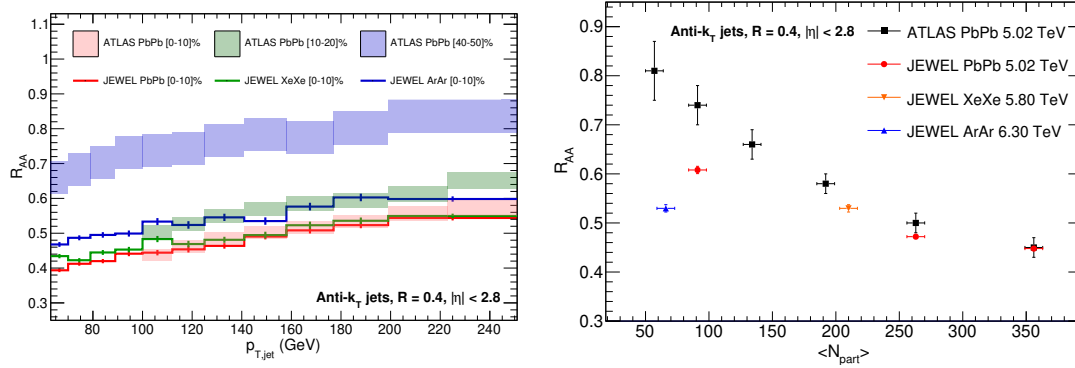 ATLAS PbPb [0-10]%
ATLAS PbPb [10-20]%
ATLAS PbPb [40-50]%
JEWEL PbPb [0-10]%
JEWEL XeXe [0-10]%
JEWEL ArAr [0-10]%
R_AA
1.1
1
0.9
0.8
0.7
0.6
0.5
0.4
0.3
Anti-k_T jets, R = 0.4, |η| < 2.8
80 100 120 140 160 180 200 220 240
p_T,jet (GeV)
Anti-k_T jets, R = 0.4, |η| < 2.8
ATLAS PbPb 5.02 TeV
JEWEL PbPb 5.02 TeV
JEWEL XeXe 5.80 TeV
JEWEL ArAr 6.30 TeV
R_AA
0.9
0.8
0.7
0.6
0.5
0.4
0.3
50 100 150 200 250 300 350
<N_part>